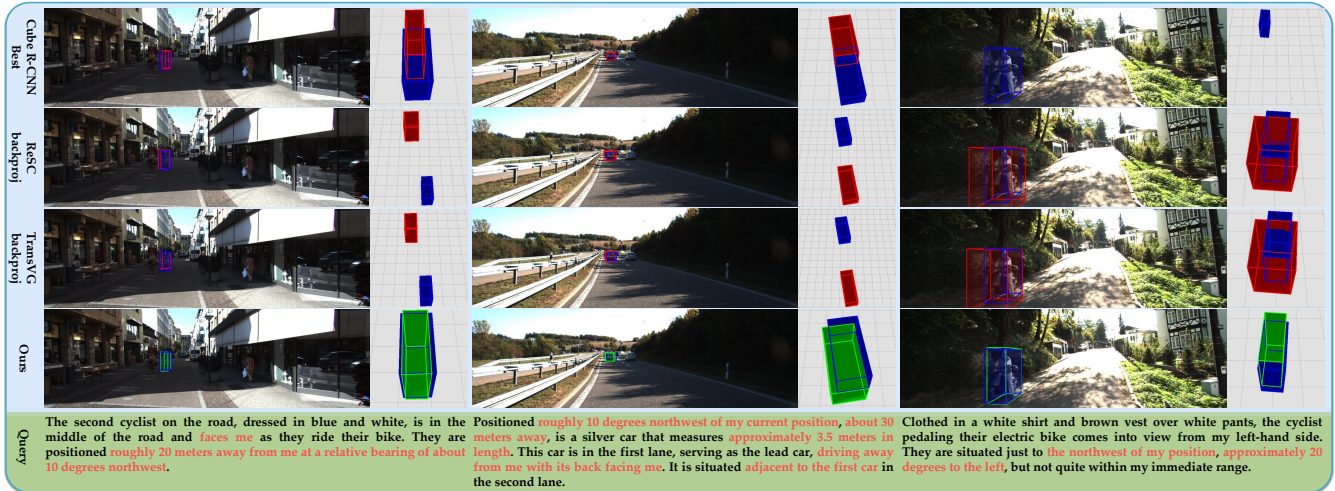 Cube R-CNN
Best
ReSC
backproj
TransVG
backproj
Ours
Query
The second cyclist on the road, dressed in blue and white, is in the
middle of the road and faces me as they ride their bike. They are
positioned roughly 20 meters away from me at a relative bearing of about
10 degrees northwest.
Positioned roughly 10 degrees northwest of my current position, about 30
meters away, is a silver car that measures approximately 3.5 meters in
length. This car is in the first lane, serving as the lead car, driving away
from me with its back facing me. It is situated adjacent to the first car in
the second lane.
Clothed in a white shirt and brown vest over white pants, the cyclist
pedaling their electric bike comes into view from my left-hand side.
They are situated just to the northwest of my position, approximately 20
degrees to the left, but not quite within my immediate range.